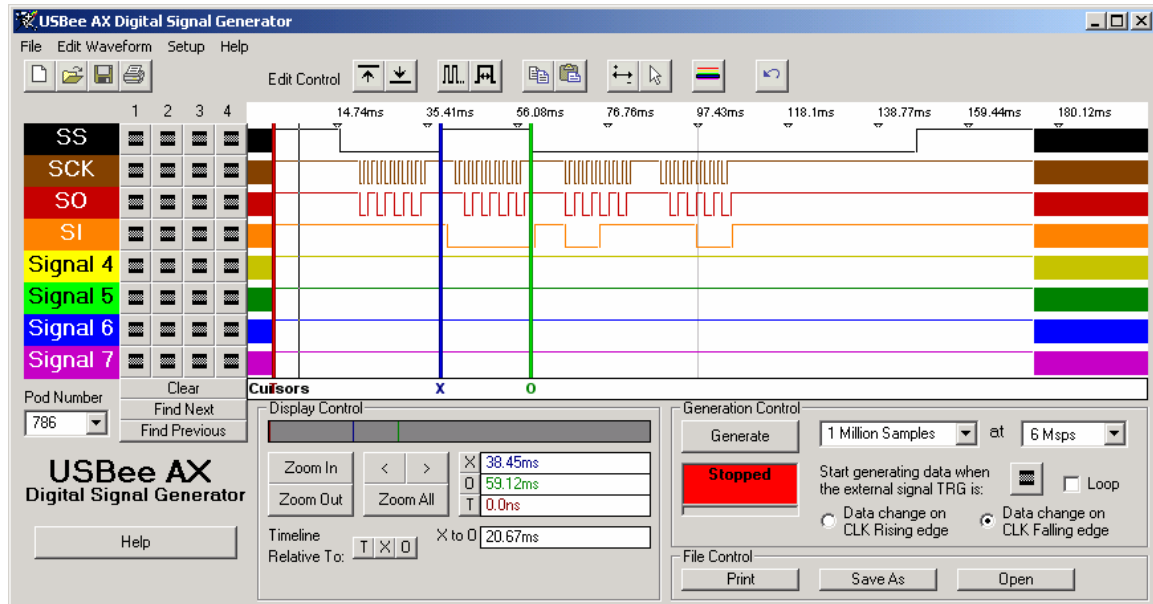 USBee AX Digital Signal Generator
File Edit Waveform Setup Help
Edit Control
1 2 3 4
14.74ms 35.41ms 56.08ms 76.76ms 97.43ms 118.1ms 138.77ms 159.44ms 180.12ms
SS
SCK
SO
SI
Signal 4
Signal 5
Signal 6
Signal 7
Cursors T X O
Pod Number
786
Clear
Find Next
Find Previous
USBee AX
Digital Signal Generator
Help
Display Control
Zoom In < > X 38.45ms
O 59.12ms
Zoom Out Zoom All T 0.0ns
Timeline
Relative To: T X O X to O 20.67ms
Generation Control
Generate 1 Million Samples at 6 Msps
Stopped
Start generating data when
the external signal TRG is: Loop
Data change on
CLK Rising edge
Data change on
CLK Falling edge
File Control
Print Save As Open